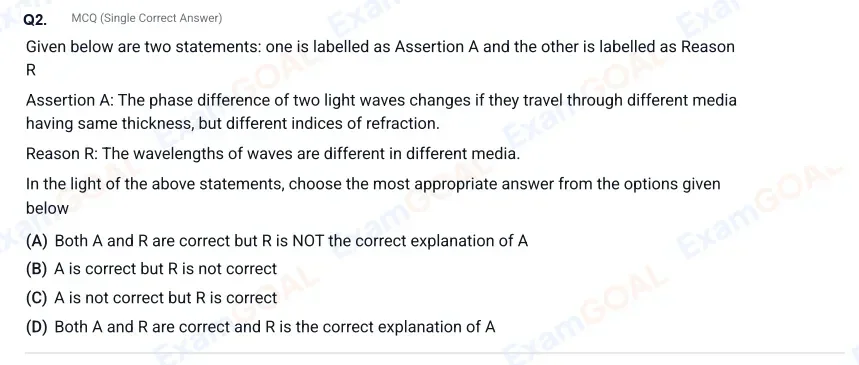 Q2. MCQ (Single Correct Answer)
Given below are two statements: one is labelled as Assertion A and the other is labelled as Reason
R
Assertion A: The phase difference of two light waves changes if they travel through different media
having same thickness, but different indices of refraction.
Reason R: The wavelengths of waves are different in different media.
In the light of the above statements, choose the most appropriate answer from the options given
below
(A) Both A and R are correct but R is NOT the correct explanation of A
(B) A is correct but R is not correct
(C) A is not correct but R is correct
(D) Both A and R are correct and R is the correct explanation of A
ExamGOAL
ExamGOAL
ExamGOAL
ExamGOAL
ExamGOAL